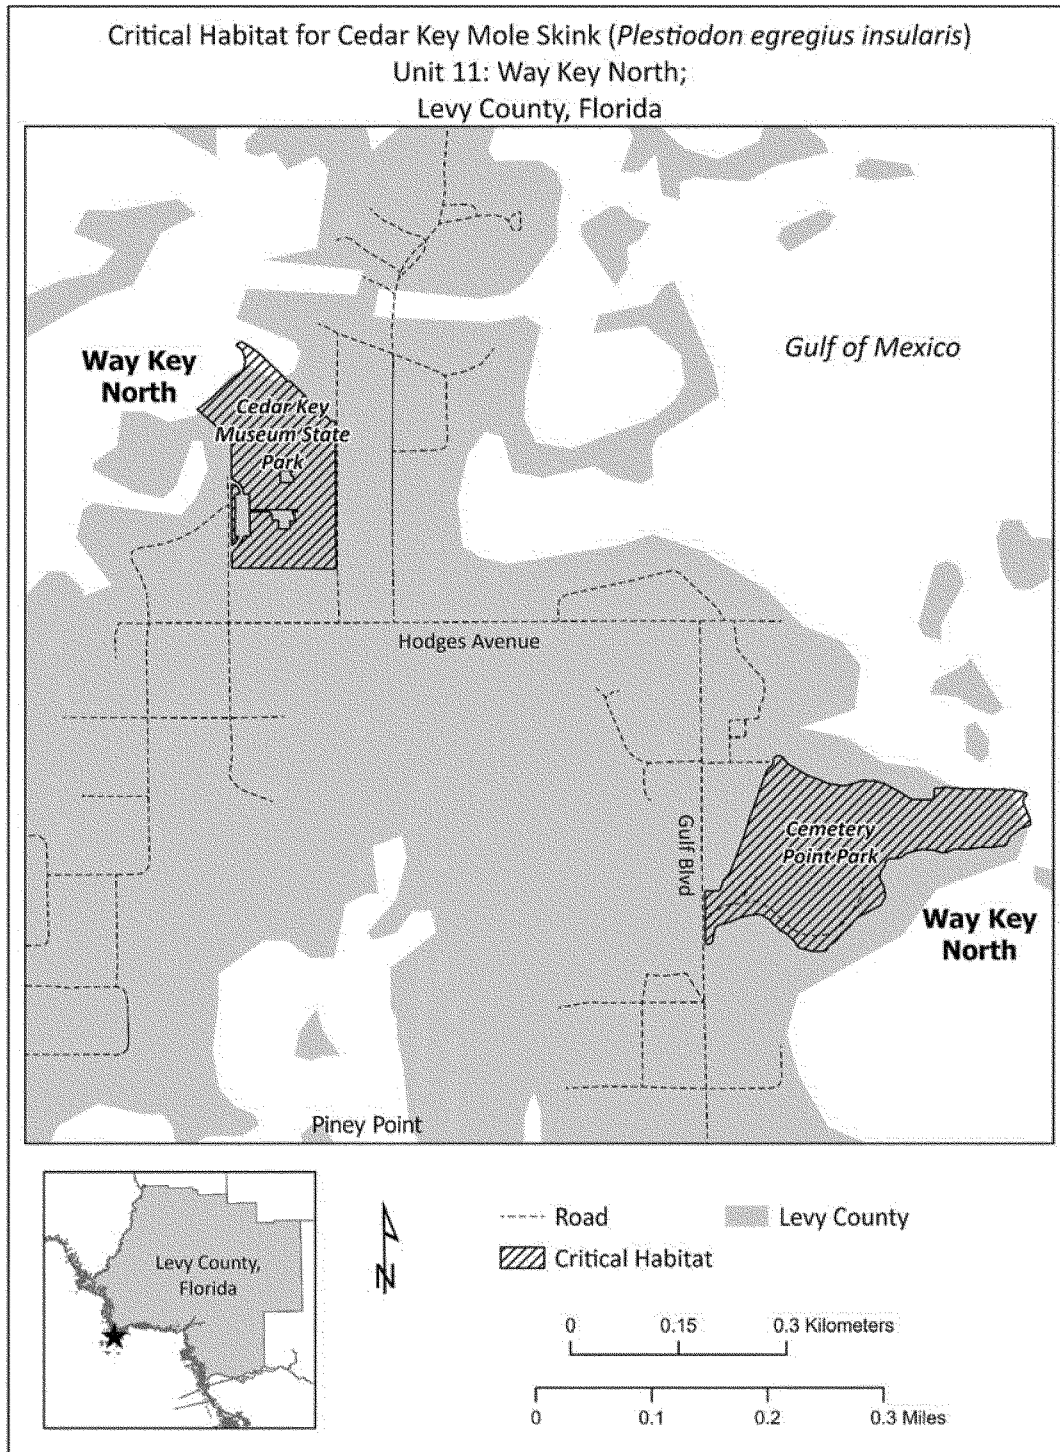 Critical Habitat for Cedar Key Mole Skink (Plestiodon egregius insularis)
Unit 11: Way Key North;
Levy County, Florida
Gulf of Mexico
Way Key
North
Cedar Key
Museum State
Park
Hodges Avenue
Gulf Blvd
Cemetery
Point Park
Way Key
North
Piney Point
Levy County,
Florida
N
Road
Levy County
Critical Habitat
0 0.15 0.3 Kilometers
0 0.1 0.2 0.3 Miles